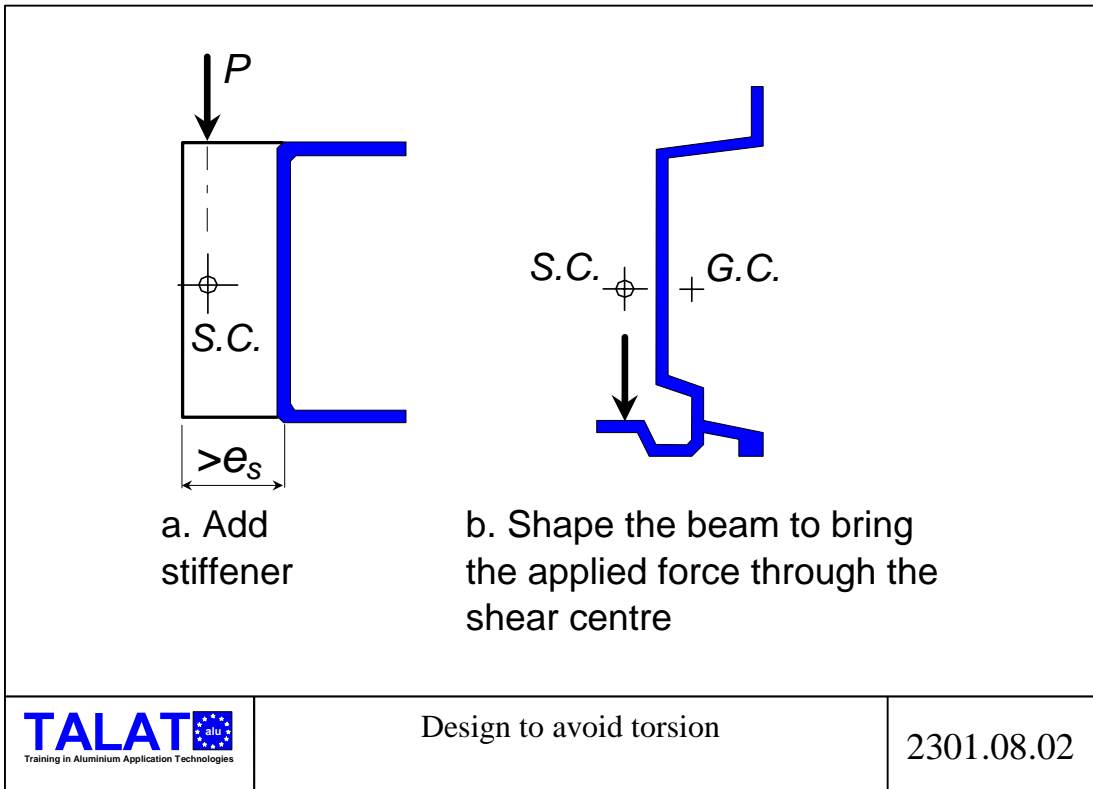 P
S.C.
>es
S.C.
G.C.
a. Add
stiffener
b. Shape the beam to bring
the applied force through the
shear centre
TALAT
alu
Training in Aluminium Application Technologies
Design to avoid torsion
2301.08.02